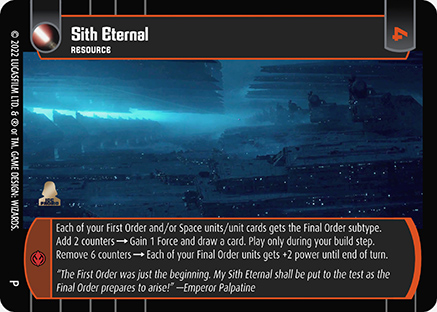 Sith Eternal
RESOURCE
4
© 2022 LUCASFILM LTD. & ® or TM. GAME DESIGN: WIZARDS.
P
Each of your First Order and/or Space units/unit cards gets the Final Order subtype.
Add 2 counters → Gain 1 Force and draw a card. Play only during your build step.
Remove 6 counters → Each of your Final Order units gets +2 power until end of turn.
"The First Order was just the beginning. My Sith Eternal shall be put to the test as the
Final Order prepares to arise!" —Emperor Palpatine